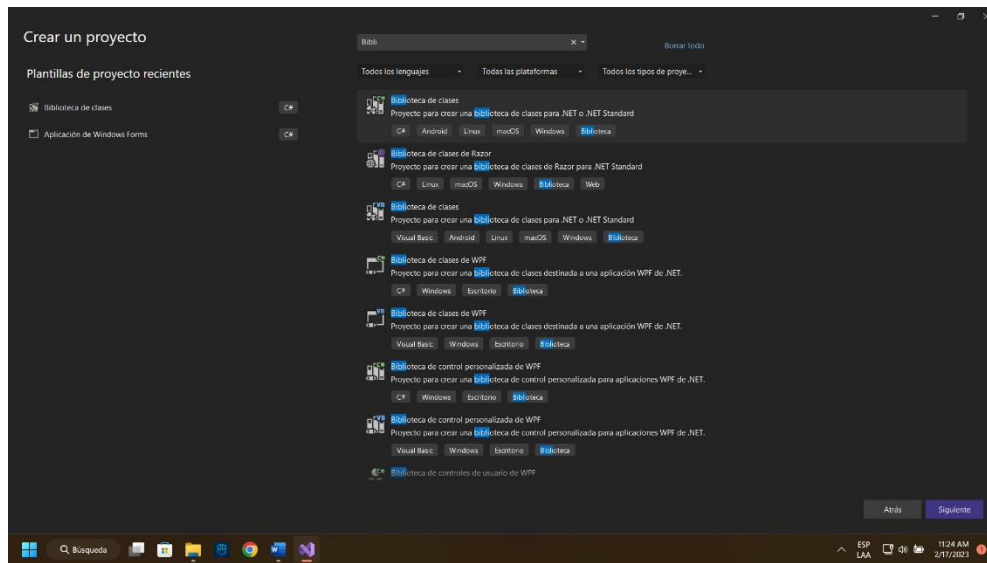 Crear un proyecto
Plantillas de proyecto recientes
Biblioteca de clases
C#
Aplicación de Windows Forms
C#
Bibli
Borrar todo
Todos los lenguajes
Todas las plataformas
Todos los tipos de proye...
Biblioteca de clases
Proyecto para crear una biblioteca de clases para .NET o .NET Standard
C# Android Linux macOS Windows Biblioteca
Biblioteca de clases de Razor
Proyecto para crear una biblioteca de clases de Razor para .NET Standard
C# Linux macOS Windows Biblioteca Web
Biblioteca de clases
Proyecto para crear una biblioteca de clases para .NET o .NET Standard
Visual Basic Android Linux macOS Windows Biblioteca
Biblioteca de clases de WPF
Proyecto para crear una biblioteca de clases destinada a una aplicación WPF de .NET.
C# Windows Escritorio Biblioteca
Biblioteca de clases de WPF
Proyecto para crear una biblioteca de clases destinada a una aplicación WPF de .NET.
Visual Basic Windows Escritorio Biblioteca
Biblioteca de control personalizada de WPF
Proyecto para crear una biblioteca de control personalizada para aplicaciones WPF de .NET.
C# Windows Escritorio Biblioteca
Biblioteca de control personalizada de WPF
Proyecto para crear una biblioteca de control personalizada para aplicaciones WPF de .NET.
Visual Basic Windows Escritorio Biblioteca
Biblioteca de controles de usuario de WPF
Atrás
Siguiente
Búsqueda
ESP
LAA
11:24 AM
2/17/2023